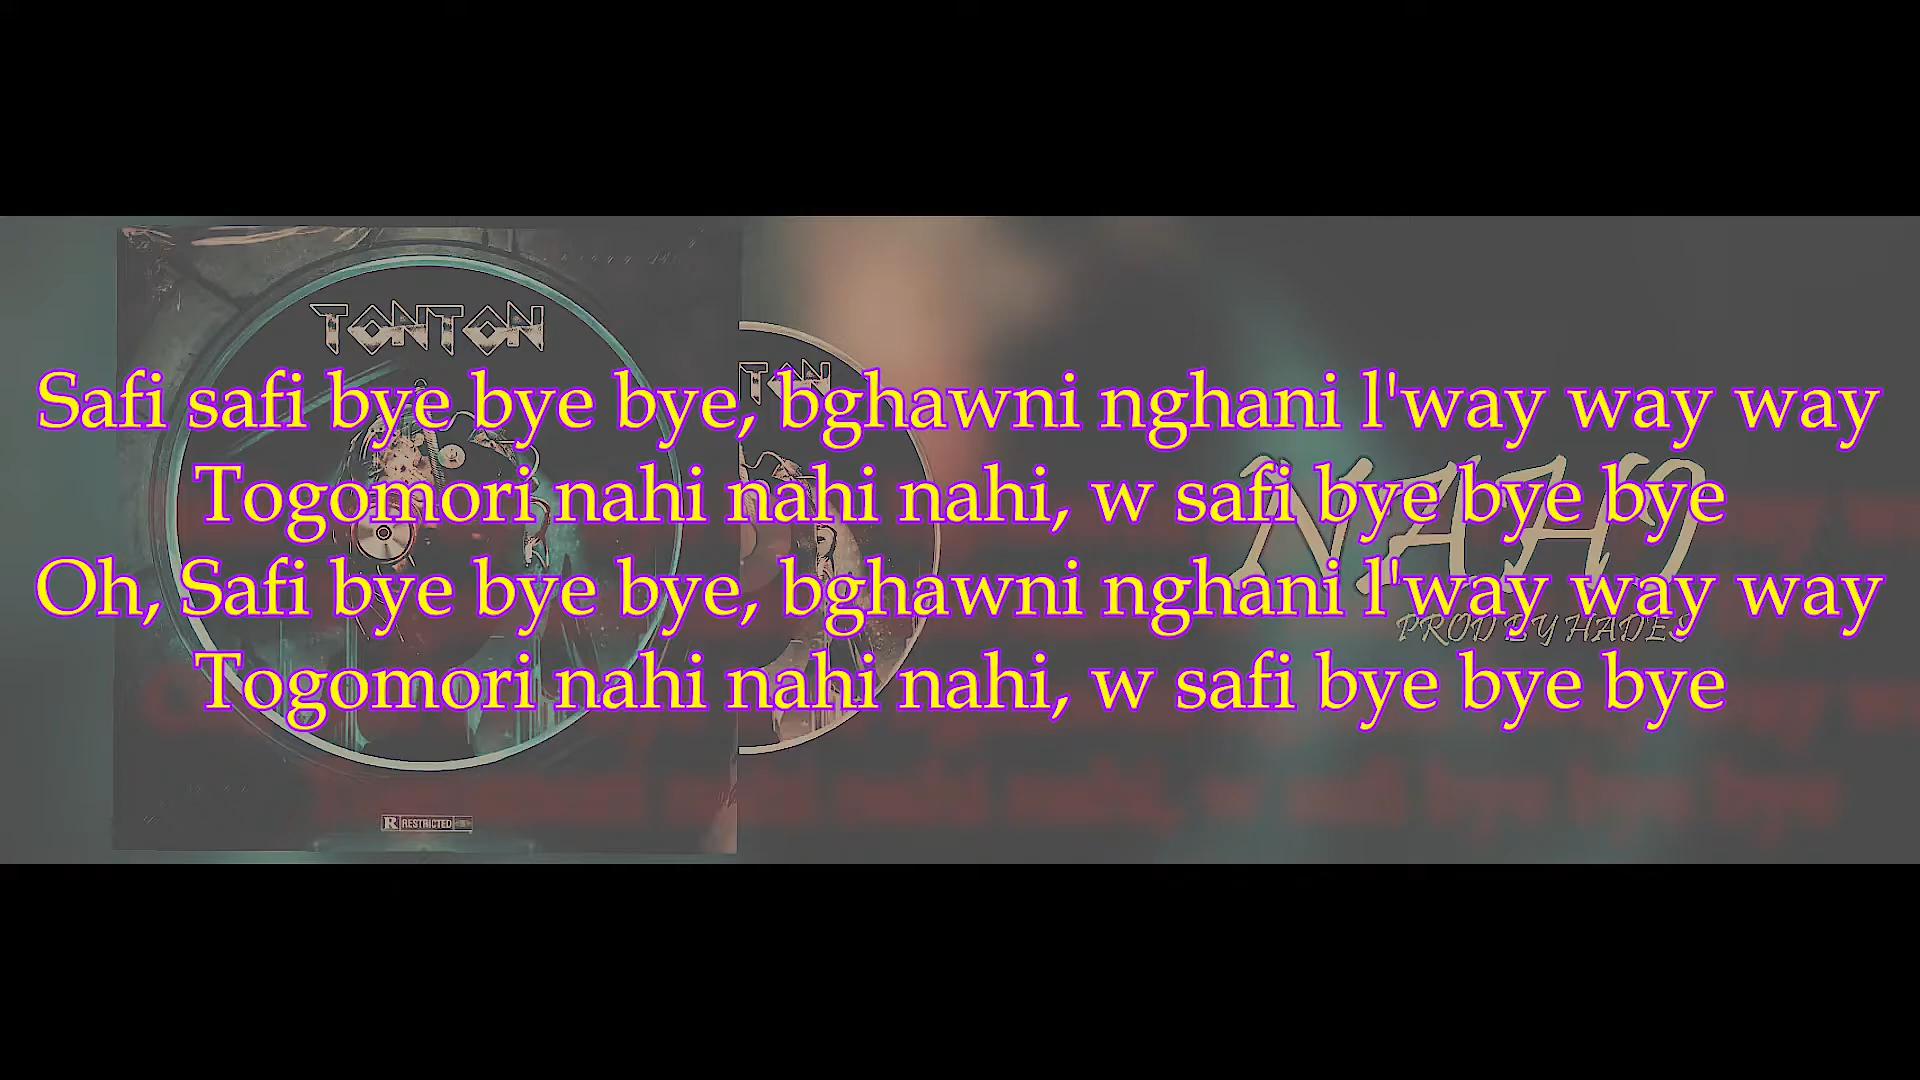 TONTON
Safi safi bye bye bye, bghawni nghani l'way way way
Togomori nahi nahi nahi, w safi bye bye bye
Oh, Safi bye bye bye, bghawni nghani l'way way way
PROD BY HADES
Togomori nahi nahi nahi, w safi bye bye bye
R RESTRICTED